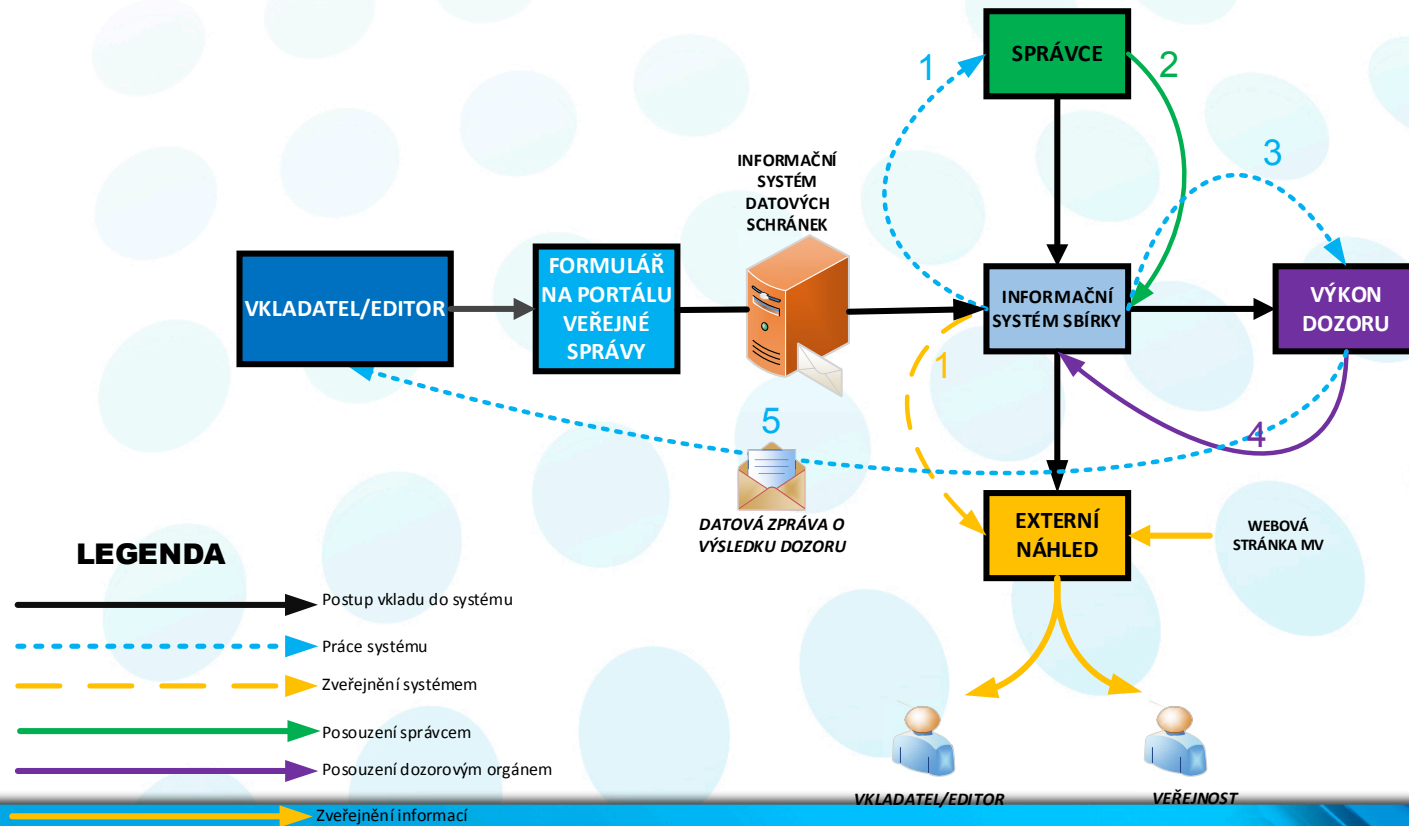 SPRÁVCE
1
2
3
INFORMAČNÍ
SYSTÉM
DATOVÝCH
SCHRÁNEK
VKLADATEL/EDITOR
FORMULÁŘ
NA PORTÁLU
VEŘEJNÉ
SPRÁVY
INFORMAČNÍ
SYSTÉM SBÍRKY
VÝKON
DOZORU
1
5
4
DATOVÁ ZPRÁVA O
VÝSLEDKU DOZORU
EXTERNÍ
NÁHLED
WEBOVÁ
STRÁNKA MV
LEGENDA
Postup vkladu do systému
Práce systému
Zveřejnění systémem
Posouzení správcem
Posouzení dozorovým orgánem
Zveřejnění informací
VKLADATEL/EDITOR
VEŘEJNOST